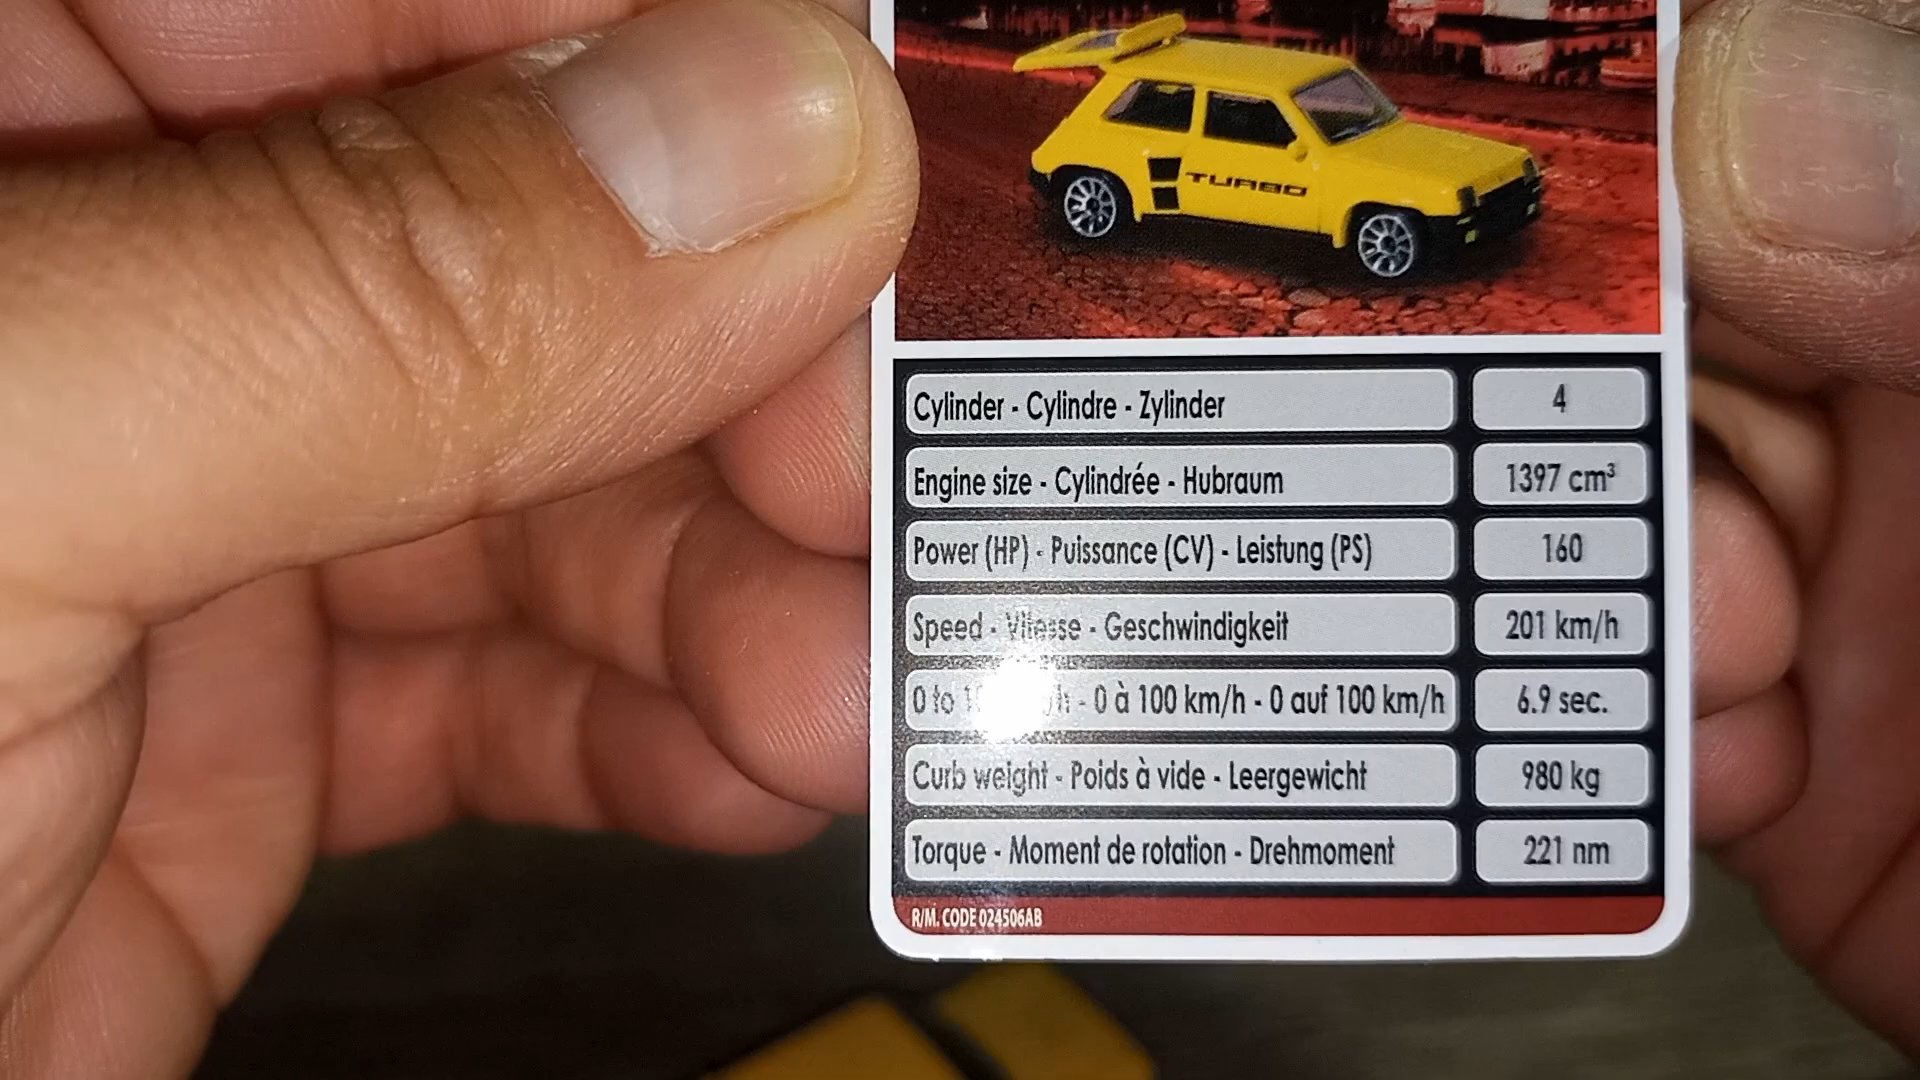 TURBO
Cylinder - Cylindre - Zylinder 4
Engine size - Cylindrée - Hubraum 1397 cm³
Power (HP) - Puissance (CV) - Leistung (PS) 160
Speed - Vitesse - Geschwindigkeit 201 km/h
0 to - 0 à 100 km/h - 0 auf 100 km/h 6.9 sec.
Curb weight - Poids à vide - Leergewicht 980 kg
Torque - Moment de rotation - Drehmoment 221 nm
R/M. CODE 024506AB